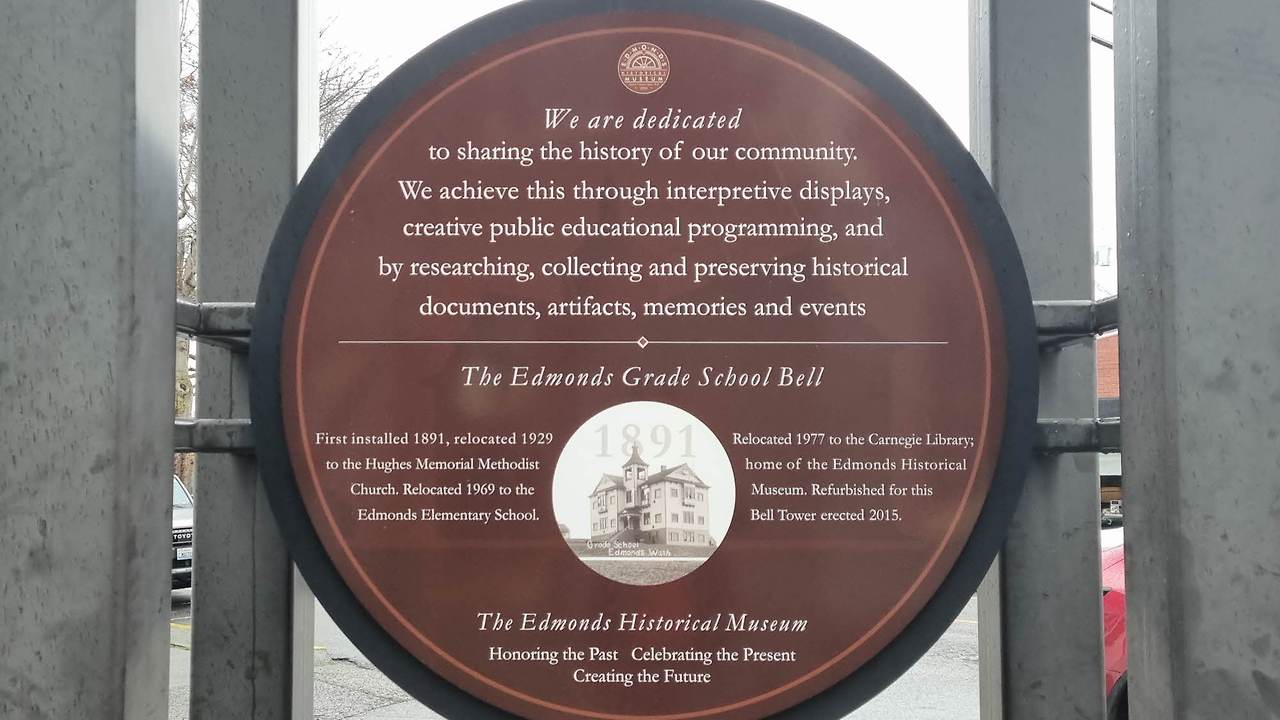 EDMONDS
HISTORICAL
MUSEUM
We are dedicated
to sharing the history of our community.
We achieve this through interpretive displays,
creative public educational programming, and
by researching, collecting and preserving historical
documents, artifacts, memories and events
The Edmonds Grade School Bell
First installed 1891, relocated 1929
to the Hughes Memorial Methodist
Church. Relocated 1969 to the
Edmonds Elementary School.
1891
Grade School
Edmonds Wash.
Relocated 1977 to the Carnegie Library;
home of the Edmonds Historical
Museum. Refurbished for this
Bell Tower erected 2015.
The Edmonds Historical Museum
Honoring the Past Celebrating the Present
Creating the Future
TOYOT